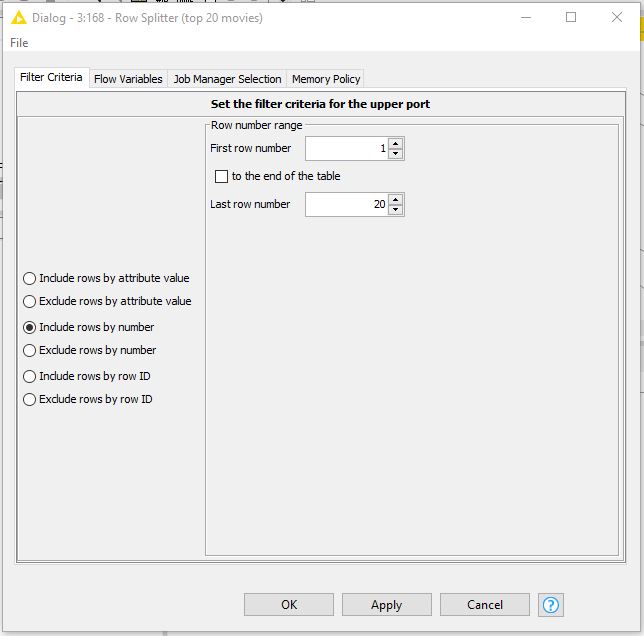 Dialog - 3:168 - Row Splitter (top 20 movies)
File
Filter Criteria Flow Variables Job Manager Selection Memory Policy
Set the filter criteria for the upper port
Row number range
First row number 1
to the end of the table
Last row number 20
Include rows by attribute value
Exclude rows by attribute value
Include rows by number
Exclude rows by number
Include rows by row ID
Exclude rows by row ID
OK Apply Cancel ?